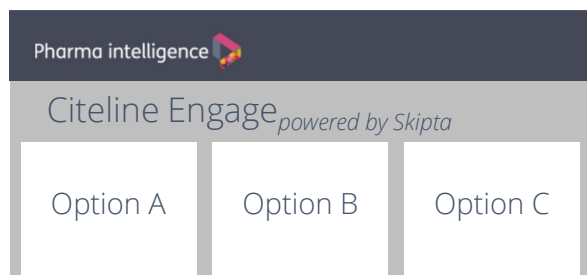 Pharma intelligence
Citeline Engage powered by Skipta
Option A Option B Option C